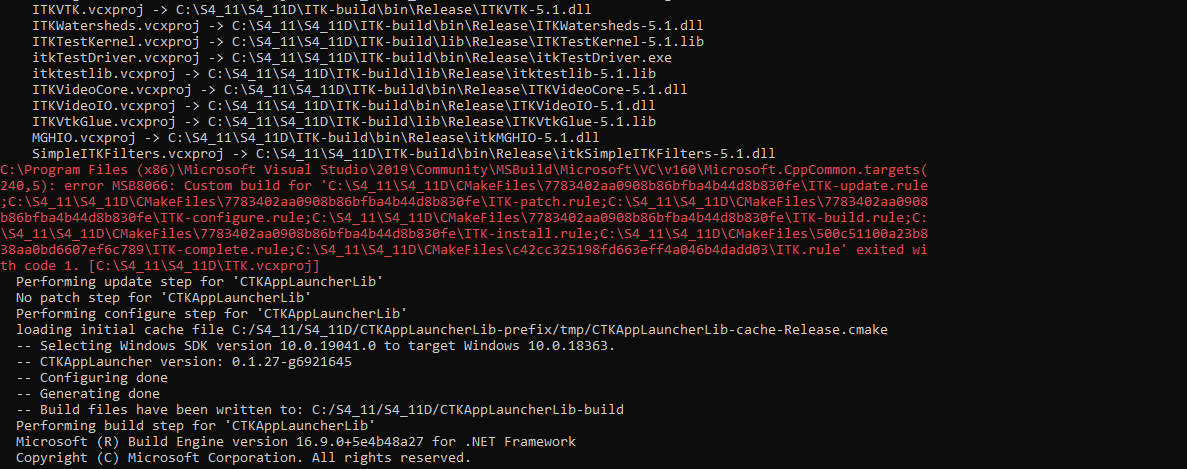 ITKVTK.vcxproj -> C:\S4_11\S4_11D\ITK-build\bin\Release\ITKVTK-5.1.dll
ITKWatersheds.vcxproj -> C:\S4_11\S4_11D\ITK-build\bin\Release\ITKWatersheds-5.1.dll
ITKTestKernel.vcxproj -> C:\S4_11\S4_11D\ITK-build\lib\Release\ITKTestKernel-5.1.lib
itkTestDriver.vcxproj -> C:\S4_11\S4_11D\ITK-build\bin\Release\itkTestDriver.exe
itktestlib.vcxproj -> C:\S4_11\S4_11D\ITK-build\lib\Release\itktestlib-5.1.lib
ITKVideoCore.vcxproj -> C:\S4_11\S4_11D\ITK-build\bin\Release\ITKVideoCore-5.1.dll
ITKVideoIO.vcxproj -> C:\S4_11\S4_11D\ITK-build\bin\Release\ITKVideoIO-5.1.dll
ITKVtkGlue.vcxproj -> C:\S4_11\S4_11D\ITK-build\lib\Release\ITKVtkGlue-5.1.lib
MGHIO.vcxproj -> C:\S4_11\S4_11D\ITK-build\bin\Release\itkMGHIO-5.1.dll
SimpleITKFilters.vcxproj -> C:\S4_11\S4_11D\ITK-build\bin\Release\itkSimpleITKFilters-5.1.dll
C:\Program Files (x86)\Microsoft Visual Studio\2019\Community\MSBuild\Microsoft\VC\v160\Microsoft.CppCommon.targets(
240,5): error MSB8066: Custom build for 'C:\S4_11\S4_11D\CMakeFiles\7783402aa0908b86bfba4b44d8b830fe\ITK-update.rule
;C:\S4_11\S4_11D\CMakeFiles\7783402aa0908b86bfba4b44d8b830fe\ITK-patch.rule;C:\S4_11\S4_11D\CMakeFiles\7783402aa0908
b86bfba4b44d8b830fe\ITK-configure.rule;C:\S4_11\S4_11D\CMakeFiles\7783402aa0908b86bfba4b44d8b830fe\ITK-build.rule;C:
\S4_11\S4_11D\CMakeFiles\7783402aa0908b86bfba4b44d8b830fe\ITK-install.rule;C:\S4_11\S4_11D\CMakeFiles\500c51100a23b8
38aa0bd6607ef6c789\ITK-complete.rule;C:\S4_11\S4_11D\CMakeFiles\c42cc325198fd663eff4a046b4dadd03\ITK.rule' exited wi
th code 1. [C:\S4_11\S4_11D\ITK.vcxproj]
Performing update step for 'CTKAppLauncherLib'
No patch step for 'CTKAppLauncherLib'
Performing configure step for 'CTKAppLauncherLib'
loading initial cache file C:/S4_11/S4_11D/CTKAppLauncherLib-prefix/tmp/CTKAppLauncherLib-cache-Release.cmake
-- Selecting Windows SDK version 10.0.19041.0 to target Windows 10.0.18363.
-- CTKAppLauncher version: 0.1.27-g6921645
-- Configuring done
-- Generating done
-- Build files have been written to: C:/S4_11/S4_11D/CTKAppLauncherLib-build
Performing build step for 'CTKAppLauncherLib'
Microsoft (R) Build Engine version 16.9.0+5e4b48a27 for .NET Framework
Copyright (C) Microsoft Corporation. All rights reserved.